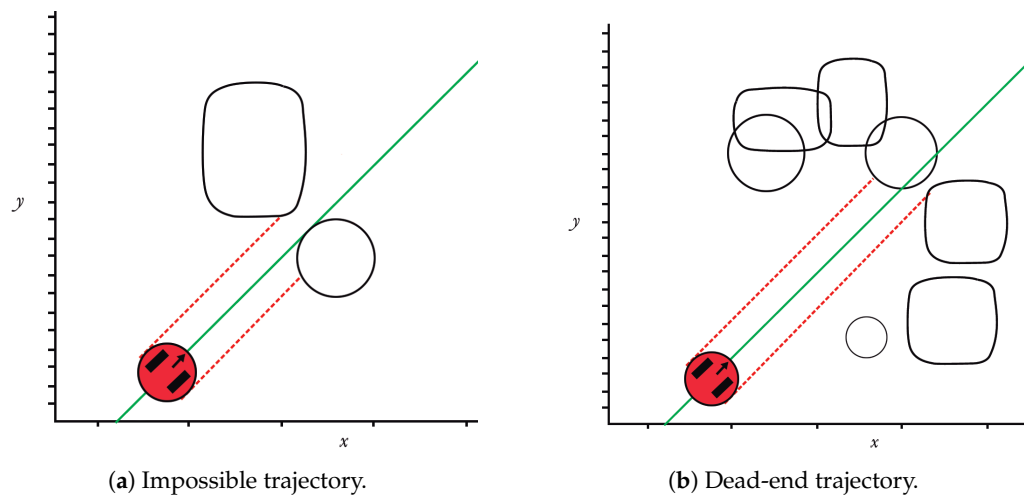 y
x
(a) Impossible trajectory.
y
x
(b) Dead-end trajectory.